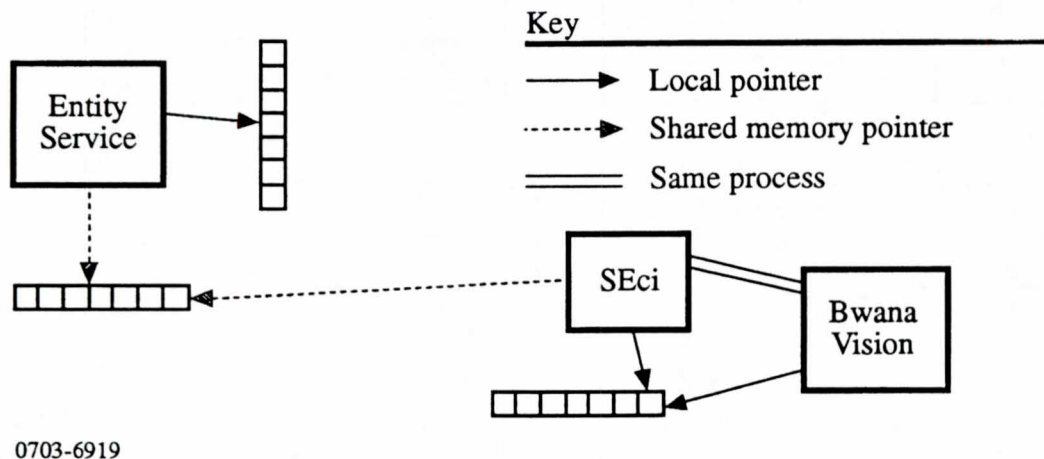 Key
Entity
Service
Local pointer
Shared memory pointer
Same process
SEci
Bwana
Vision
0703-6919